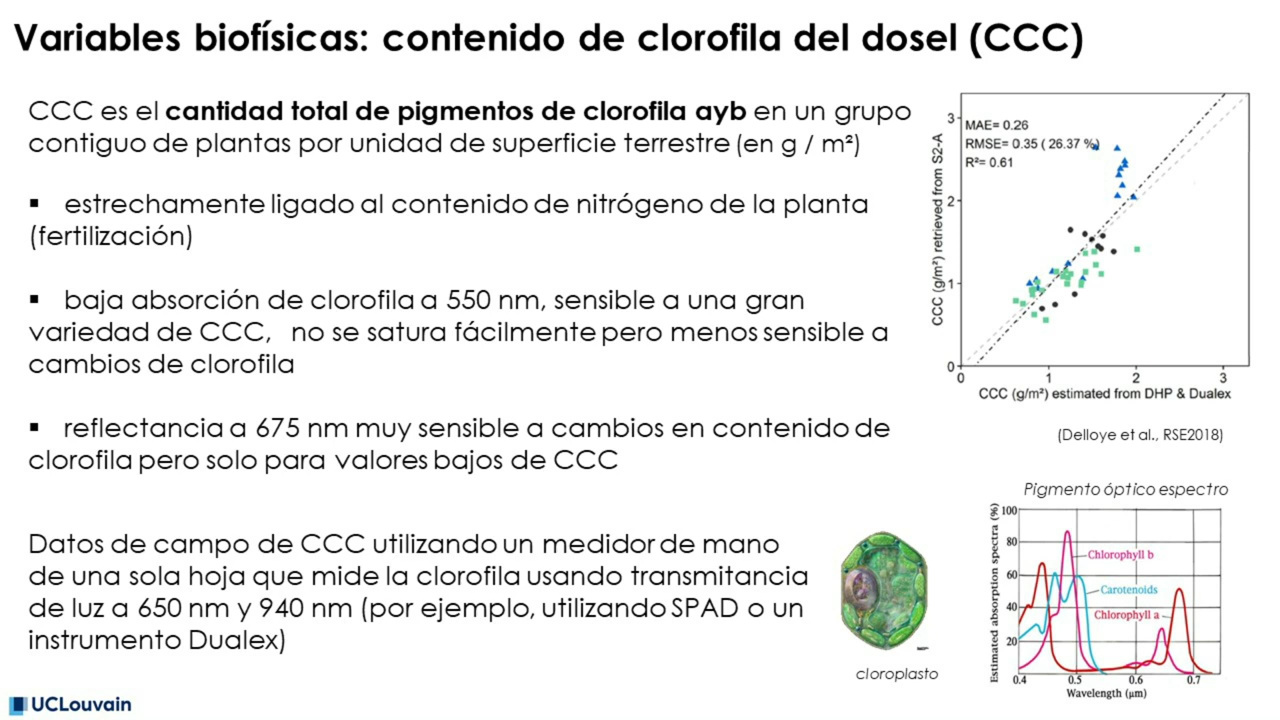 Variables biofísicas: contenido de clorofila del dosel (CCC)
CCC es el cantidad total de pigmentos de clorofila ayb en un grupo
contiguo de plantas por unidad de superficie terrestre (en g / m²)
▪ estrechamente ligado al contenido de nitrógeno de la planta
(fertilización)
▪ baja absorción de clorofila a 550 nm, sensible a una gran
variedad de CCC, no se satura fácilmente pero menos sensible a
cambios de clorofila
▪ reflectancia a 675 nm muy sensible a cambios en contenido de
clorofila pero solo para valores bajos de CCC
Datos de campo de CCC utilizando un medidor de mano
de una sola hoja que mide la clorofila usando transmitancia
de luz a 650 nm y 940 nm (por ejemplo, utilizando SPAD o un
instrumento Dualex)
UCLouvain
cloroplasto
CCC (g/m²) retrieved from S2-A
3
2
1
0
MAE= 0.26
RMSE= 0.35 ( 26.37 %)
R²= 0.61
0 1 2 3
CCC (g/m²) estimated from DHP & Dualex
(Delloye et al., RSE2018)
Pigmento óptico espectro
Estimated absorption spectra (%)
100
80
60
40
20
Chlorophyll b
Carotenoids
Chlorophyll a
0.4 0.5 0.6 0.7
Wavelength (µm)